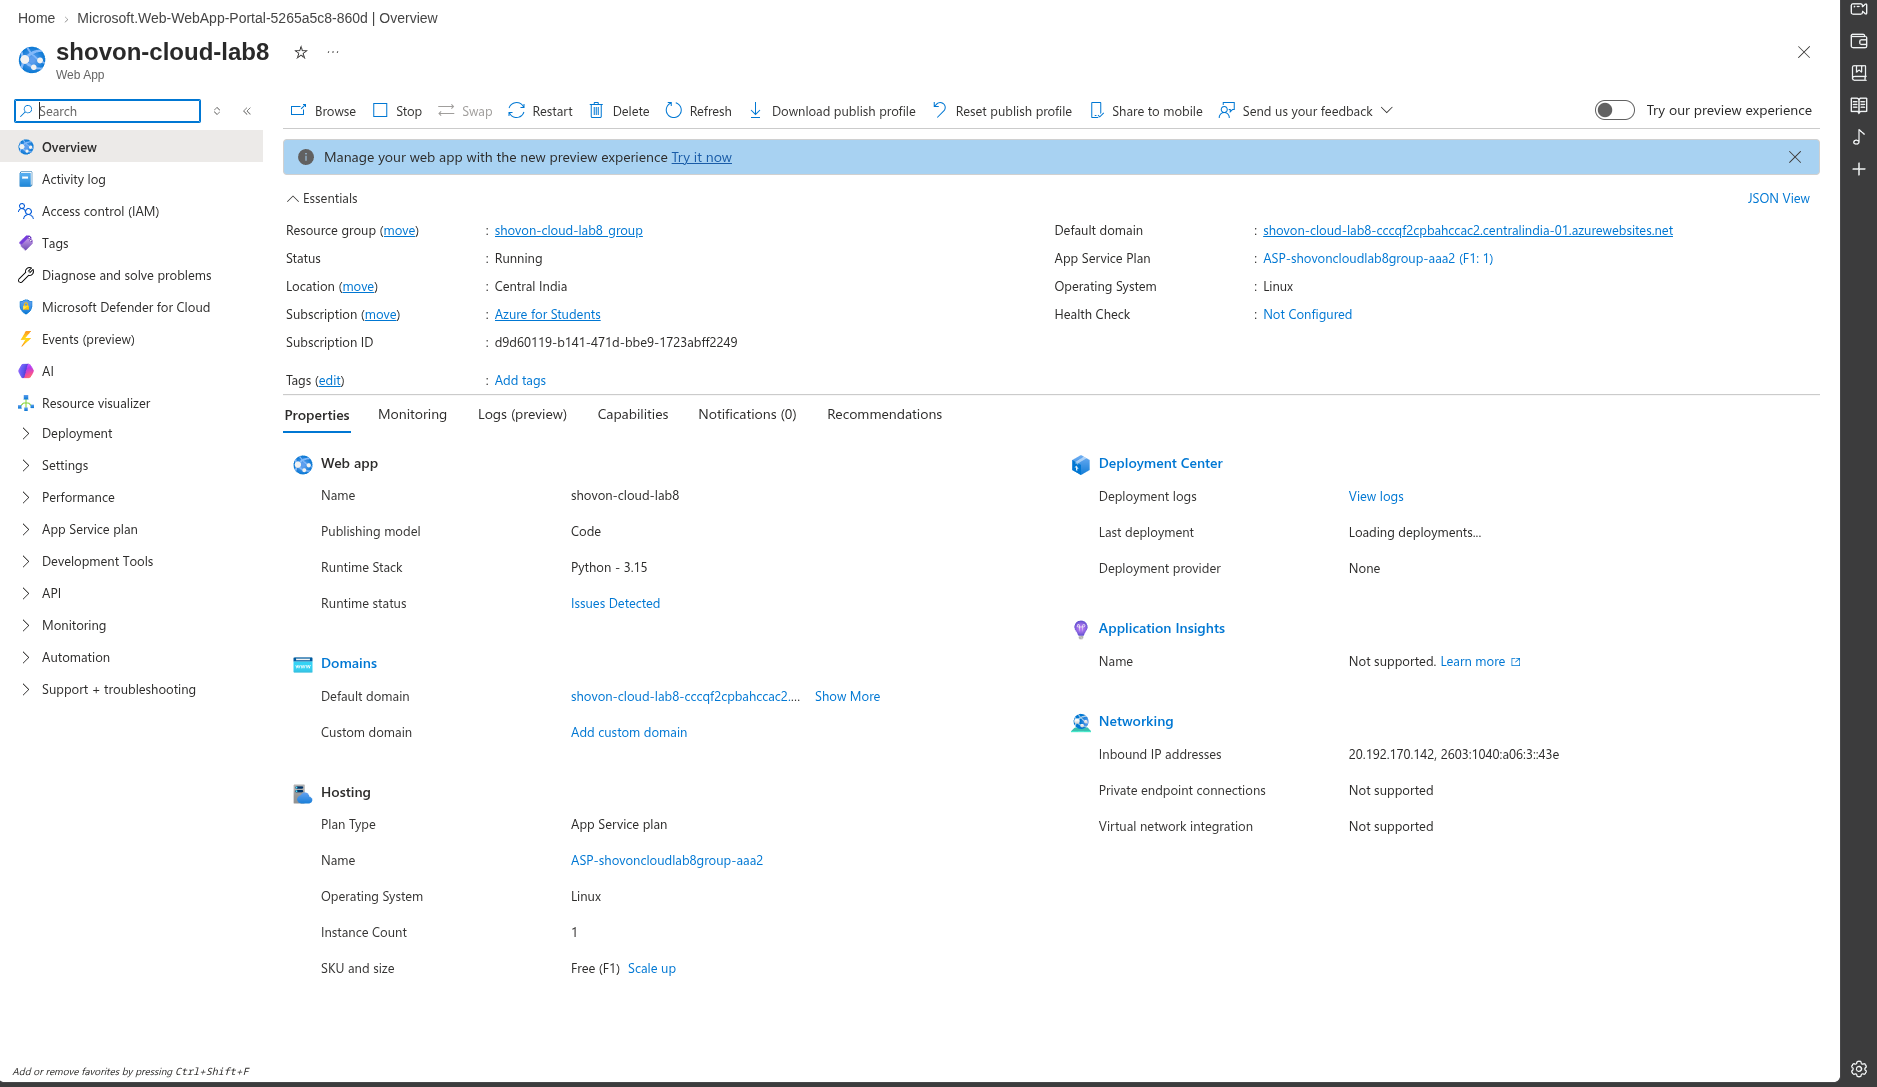 Home › Microsoft.Web-WebApp-Portal-5265a5c8-860d | Overview
shovon-cloud-lab8
Web App
Search
Overview
Activity log
Access control (IAM)
Tags
Diagnose and solve problems
Microsoft Defender for Cloud
Events (preview)
AI
Resource visualizer
Deployment
Settings
Performance
App Service plan
Development Tools
API
Monitoring
Automation
Support + troubleshooting
Add or remove favorites by pressing Ctrl+Shift+F
Browse Stop Swap Restart Delete Refresh Download publish profile Reset publish profile Share to mobile Send us your feedback Try our preview experience
Manage your web app with the new preview experience Try it now
Essentials JSON View
Resource group (move) : shovon-cloud-lab8_group
Status : Running
Location (move) : Central India
Subscription (move) : Azure for Students
Subscription ID : d9d60119-b141-471d-bbe9-1723abff2249
Tags (edit) : Add tags
Default domain : shovon-cloud-lab8-cccqf2cpbahccac2.centralindia-01.azurewebsites.net
App Service Plan : ASP-shovoncloudlab8group-aaa2 (F1: 1)
Operating System : Linux
Health Check : Not Configured
Properties Monitoring Logs (preview) Capabilities Notifications (0) Recommendations
Web app
Name shovon-cloud-lab8
Publishing model Code
Runtime Stack Python - 3.15
Runtime status Issues Detected
Domains
Default domain shovon-cloud-lab8-cccqf2cpbahccac2.... Show More
Custom domain Add custom domain
Hosting
Plan Type App Service plan
Name ASP-shovoncloudlab8group-aaa2
Operating System Linux
Instance Count 1
SKU and size Free (F1) Scale up
Deployment Center
Deployment logs View logs
Last deployment Loading deployments...
Deployment provider None
Application Insights
Name Not supported. Learn more
Networking
Inbound IP addresses 20.192.170.142, 2603:1040:a06:3::43e
Private endpoint connections Not supported
Virtual network integration Not supported